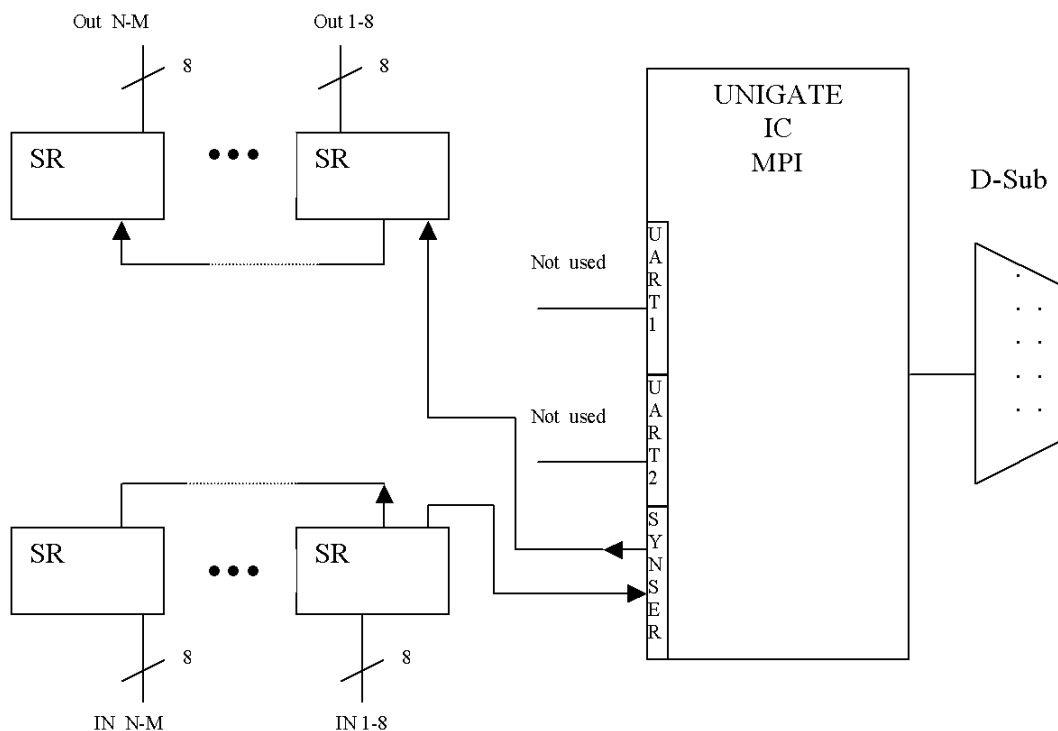 Out N-M
Out 1-8
8
8
SR
SR
UNIGATE
IC
MPI
D-Sub
Not used
UART1
Not used
UART2
SYNSER
SR
SR
8
8
IN N-M
IN 1-8